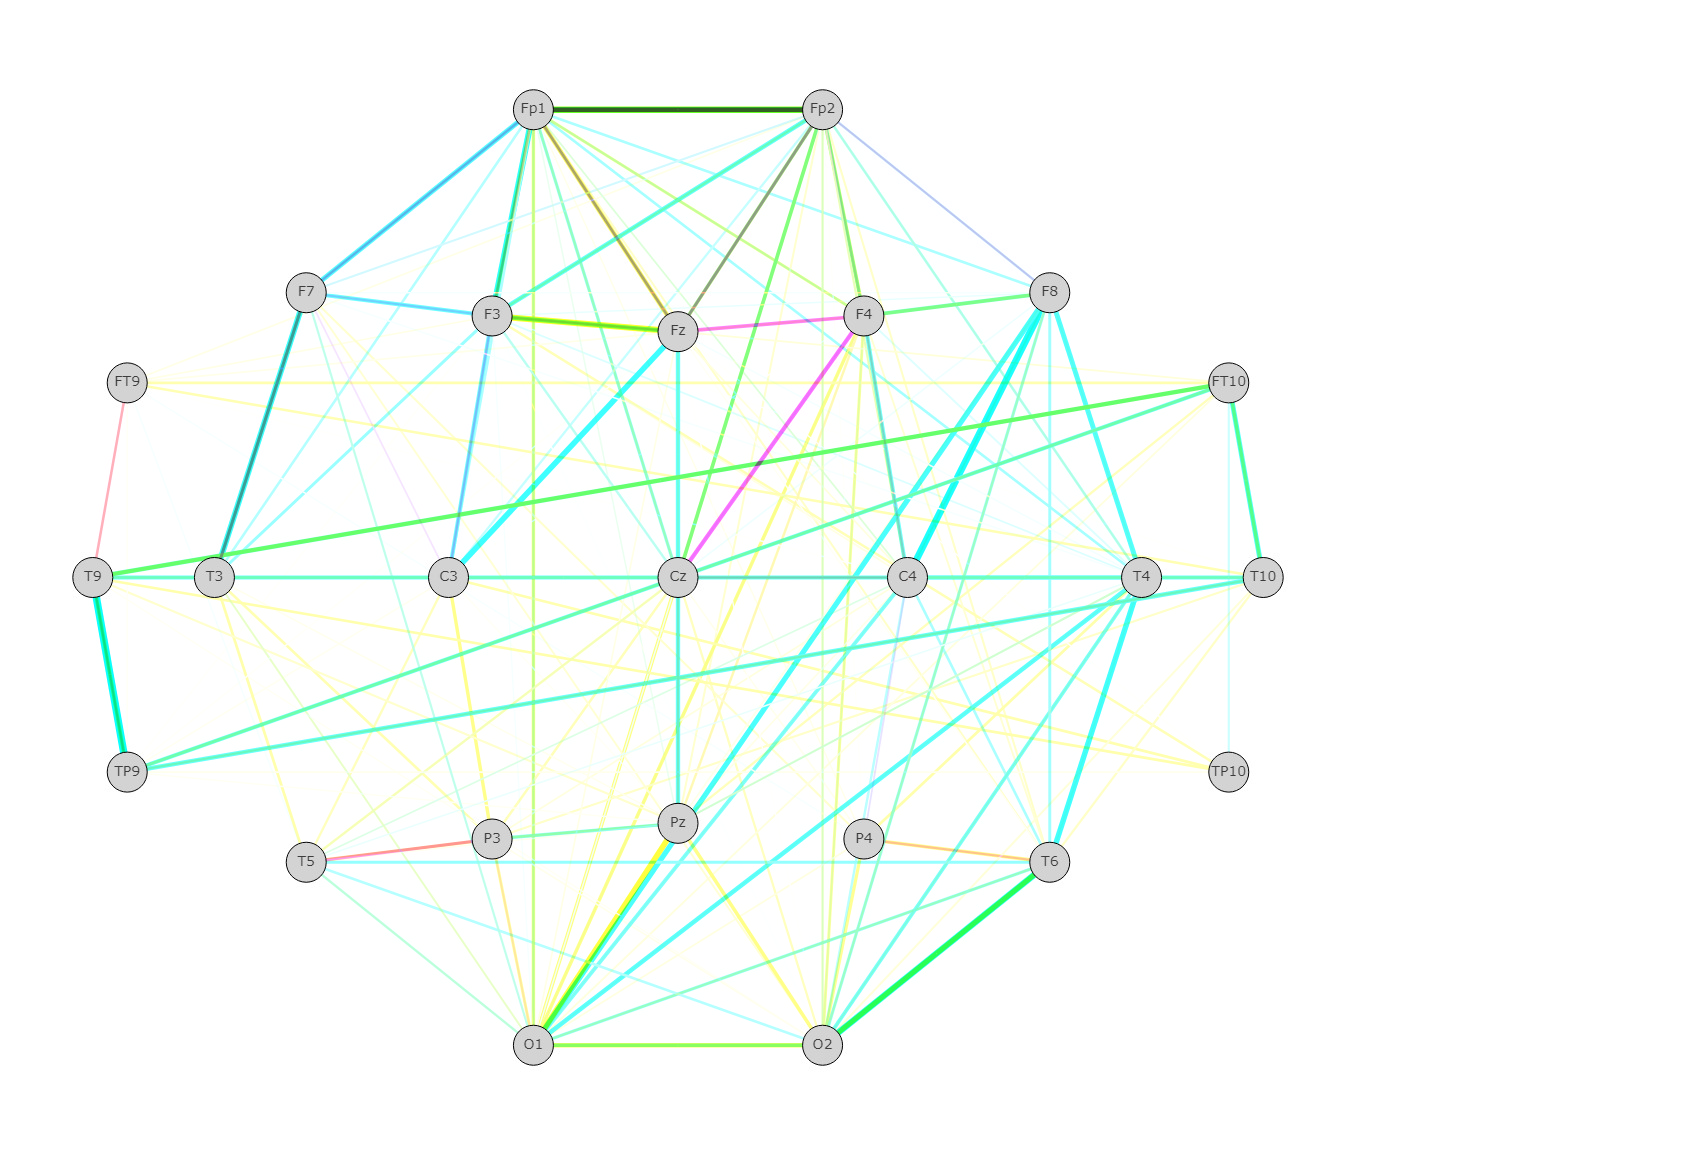 Fp1 Fp2
F7 F3 Fz F4 F8
FT9 FT10
T9 T3 C3 Cz C4 T4 T10
TP9 TP10
T5 P3 Pz P4 T6
O1 O2